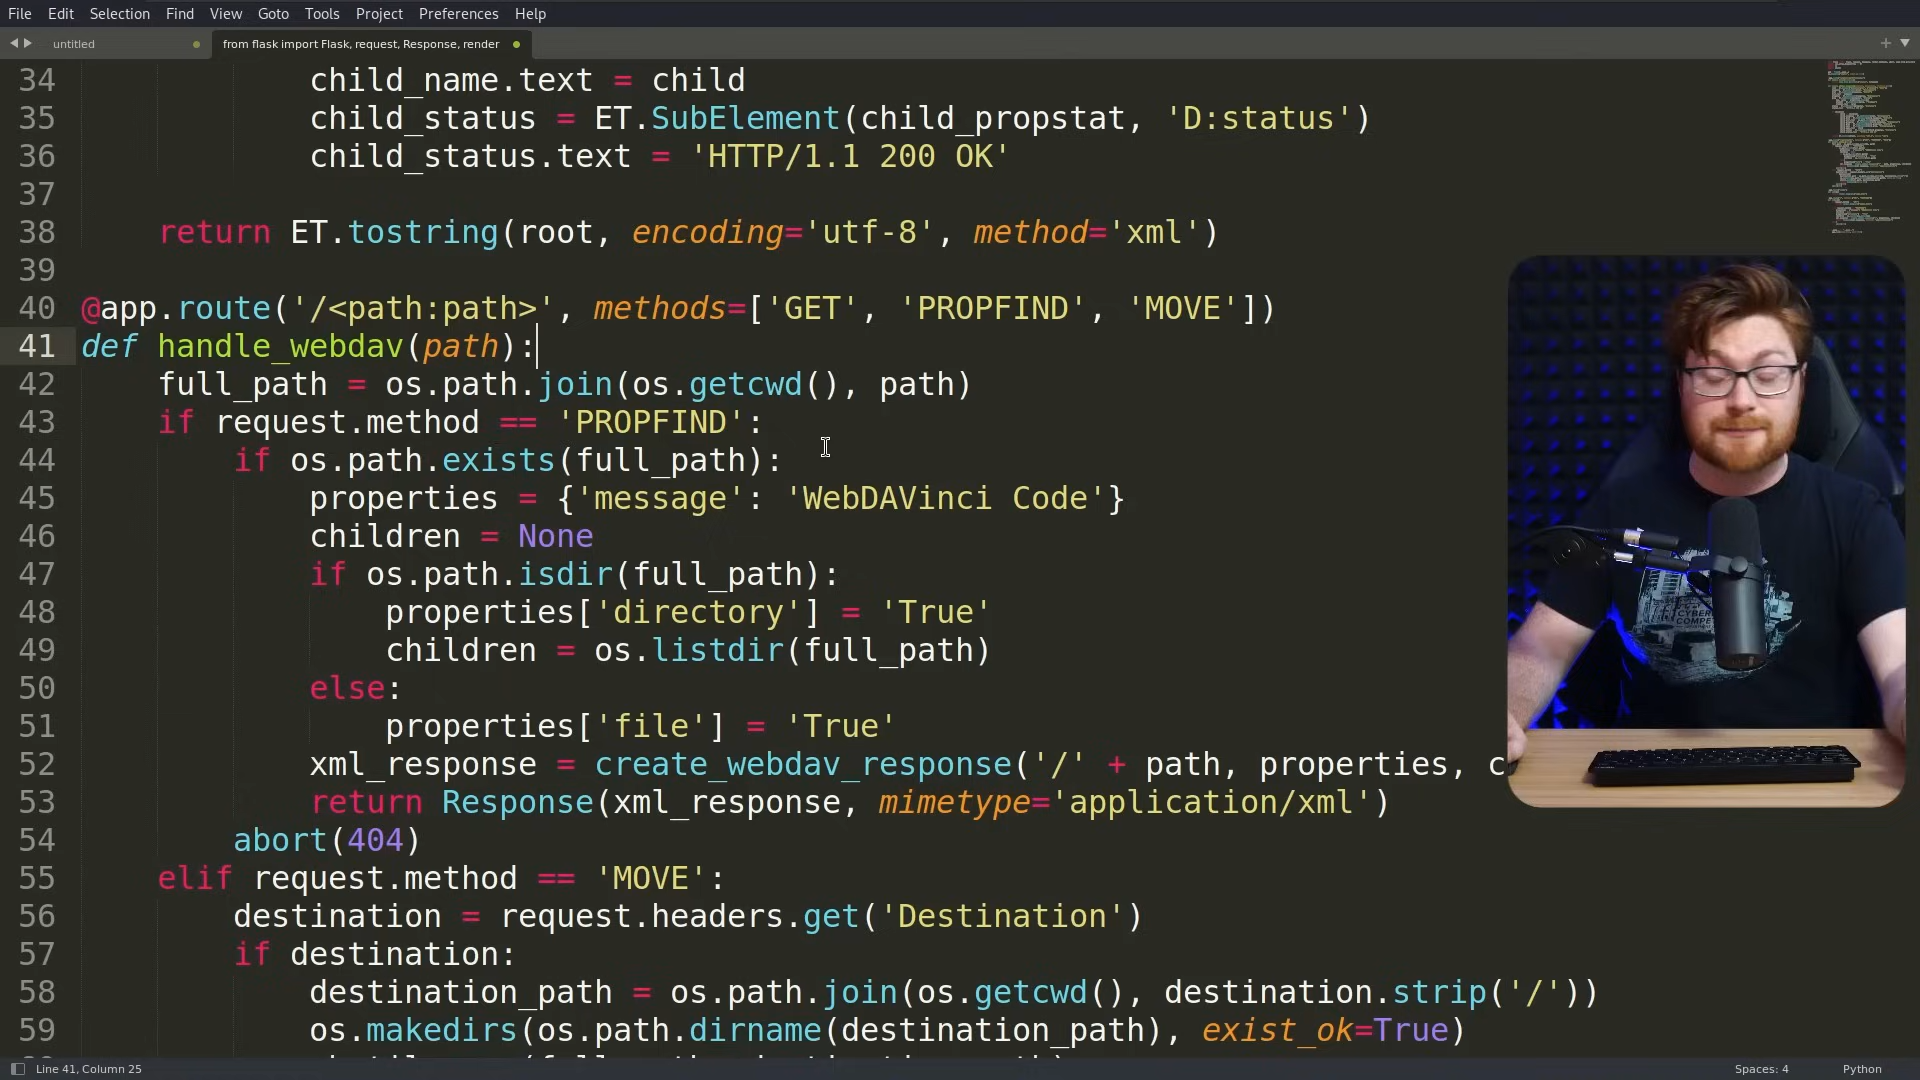 File Edit Selection Find View Goto Tools Project Preferences Help
untitled from flask import Flask, request, Response, render
34 child_name.text = child
35 child_status = ET.SubElement(child_propstat, 'D:status')
36 child_status.text = 'HTTP/1.1 200 OK'
37
38 return ET.tostring(root, encoding='utf-8', method='xml')
39
40 @app.route('/<path:path>', methods=['GET', 'PROPFIND', 'MOVE'])
41 def handle_webdav(path):
42 full_path = os.path.join(os.getcwd(), path)
43 if request.method == 'PROPFIND':
44 if os.path.exists(full_path):
45 properties = {'message': 'WebDAVinci Code'}
46 children = None
47 if os.path.isdir(full_path):
48 properties['directory'] = 'True'
49 children = os.listdir(full_path)
50 else:
51 properties['file'] = 'True'
52 xml_response = create_webdav_response('/' + path, properties, c
53 return Response(xml_response, mimetype='application/xml')
54 abort(404)
55 elif request.method == 'MOVE':
56 destination = request.headers.get('Destination')
57 if destination:
58 destination_path = os.path.join(os.getcwd(), destination.strip('/'))
59 os.makedirs(os.path.dirname(destination_path), exist_ok=True)
Line 41, Column 25 Spaces: 4 Python